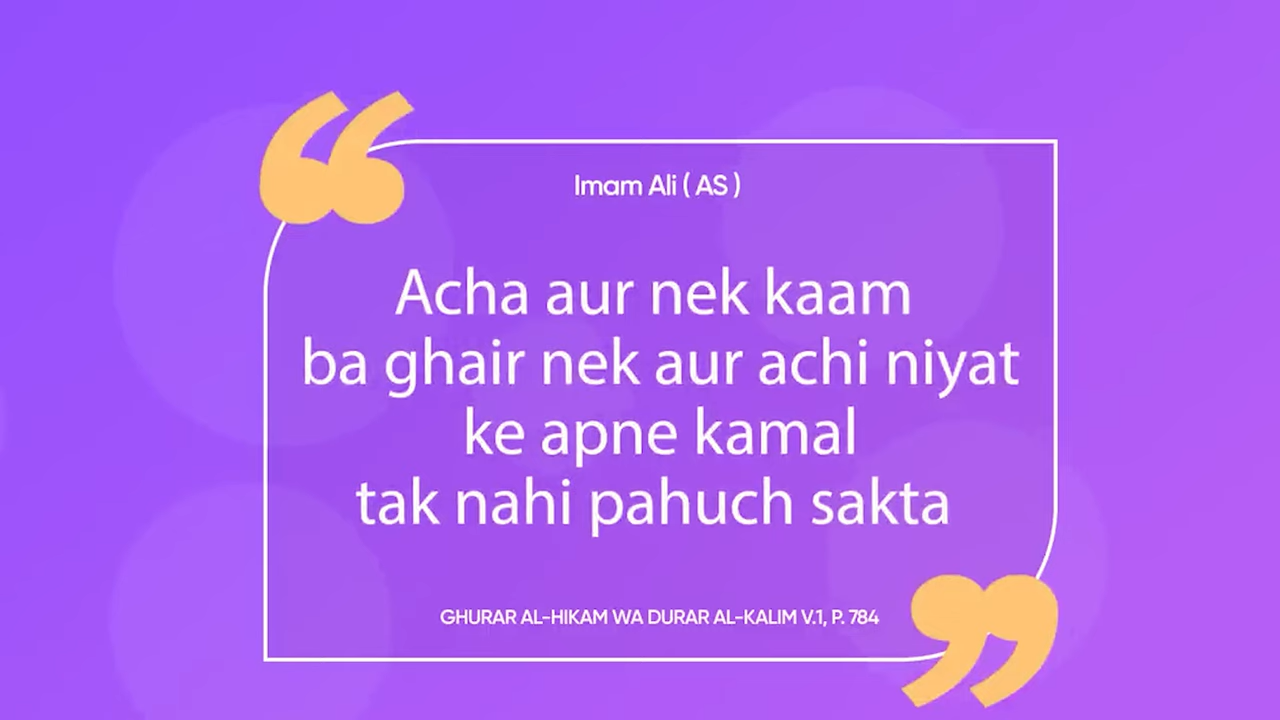 Imam Ali ( AS )
Acha aur nek kaam
ba ghair nek aur achi niyat
ke apne kamal
tak nahi pahuch sakta
GHURAR AL-HIKAM WA DURAR AL-KALIM V.1, P. 784